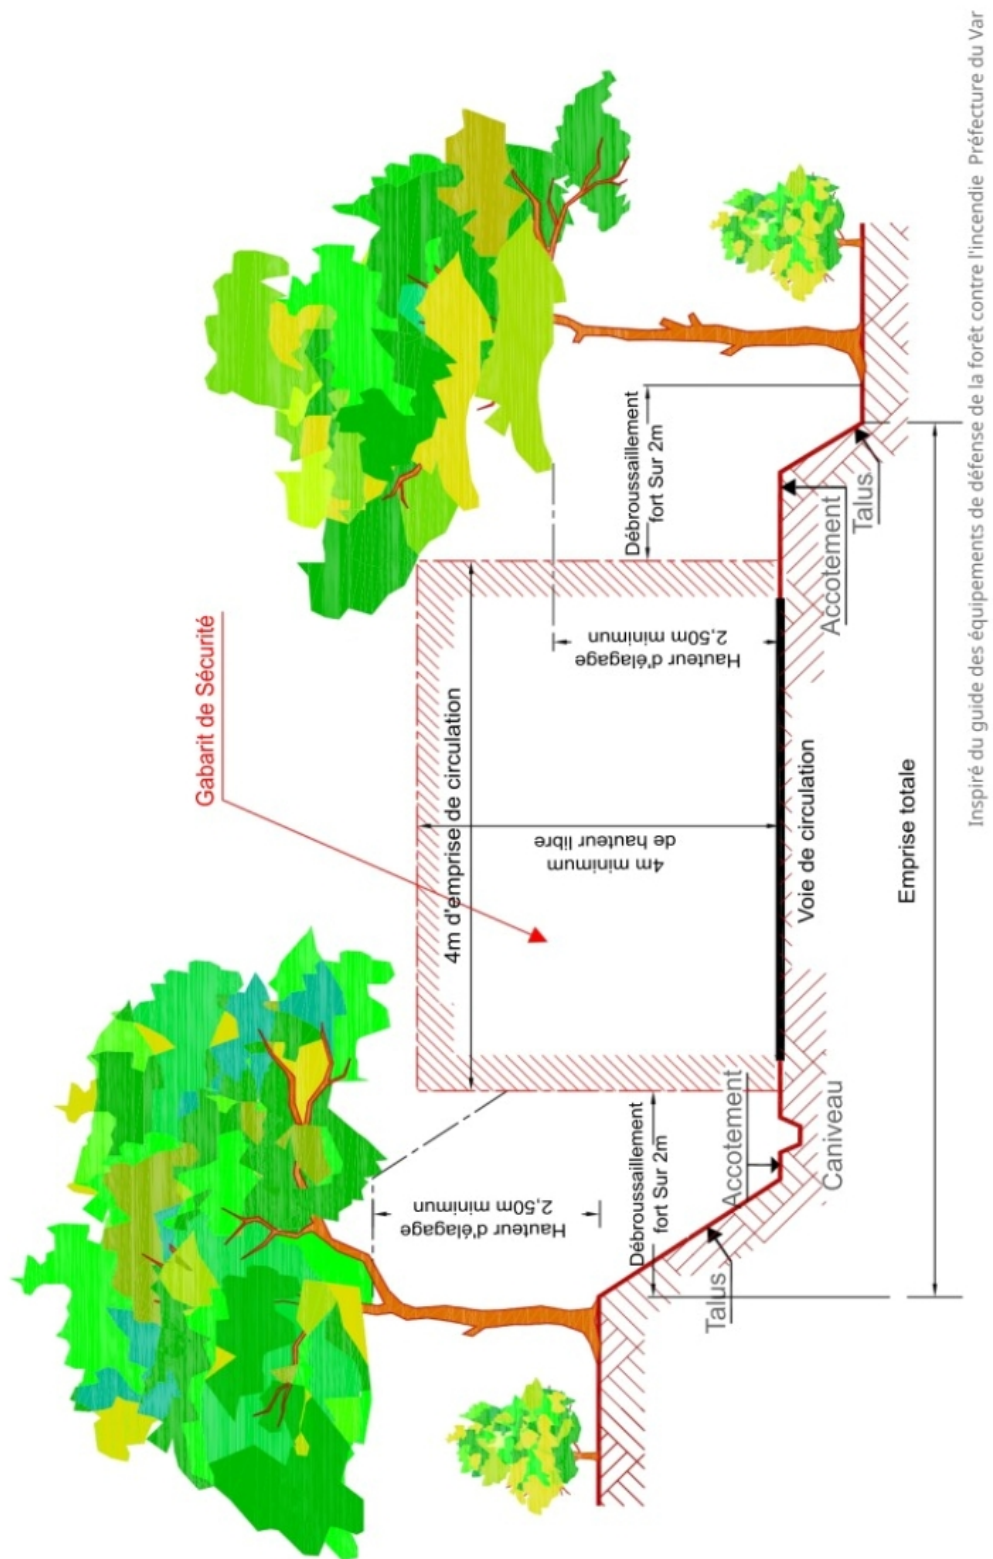 Gabarit de Sécurité
4m d'emprise de circulation
4m minimum
de hauteur libre
Hauteur d'élagage
2,50m minimun
Hauteur d'élagage
2,50m minimun
Débroussaillement
fort Sur 2m
Débroussaillement
fort Sur 2m
Talus
Accotement
Caniveau
Voie de circulation
Accotement
Talus
Emprise totale
Inspiré du guide des équipements de défense de la forêt contre l'incendie Préfecture du Var